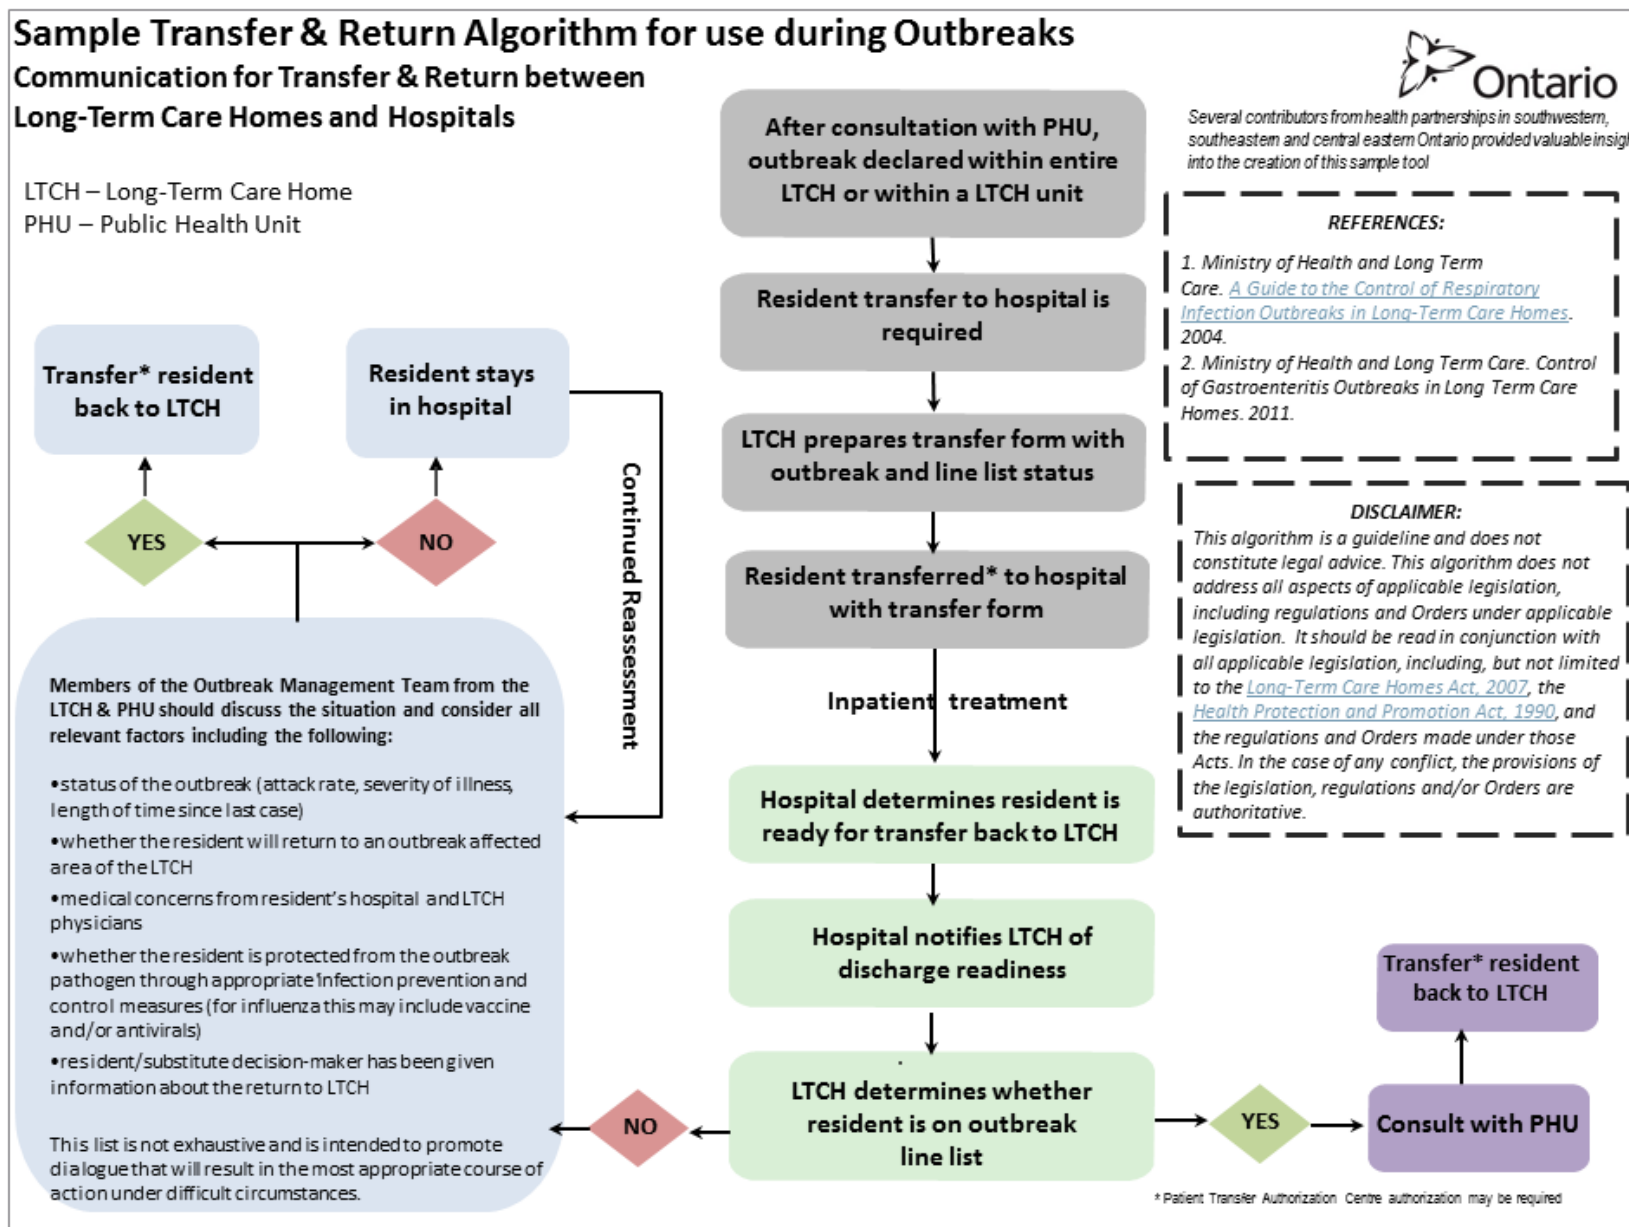 Sample Transfer & Return Algorithm for use during Outbreaks
Communication for Transfer & Return between
Long-Term Care Homes and Hospitals
LTCH – Long-Term Care Home
PHU – Public Health Unit
Ontario
Several contributors from health partnerships in southwestern,
southeastern and central eastern Ontario provided valuable insigh
into the creation of this sample tool
After consultation with PHU,
outbreak declared within entire
LTCH or within a LTCH unit
Resident transfer to hospital is
required
LTCH prepares transfer form with
outbreak and line list status
Resident transferred* to hospital
with transfer form
Inpatient treatment
Hospital determines resident is
ready for transfer back to LTCH
Hospital notifies LTCH of
discharge readiness
LTCH determines whether
resident is on outbreak
line list
YES
Consult with PHU
Transfer* resident
back to LTCH
NO
Members of the Outbreak Management Team from the
LTCH & PHU should discuss the situation and consider all
relevant factors including the following:
•status of the outbreak (attack rate, severity of illness,
length of time since last case)
•whether the resident will return to an outbreak affected
area of the LTCH
•medical concerns from resident's hospital and LTCH
physicians
•whether the resident is protected from the outbreak
pathogen through appropriate infection prevention and
control measures (for influenza this may include vaccine
and/or antivirals)
•resident/substitute decision-maker has been given
information about the return to LTCH
This list is not exhaustive and is intended to promote
dialogue that will result in the most appropriate course of
action under difficult circumstances.
YES
NO
Transfer* resident
back to LTCH
Resident stays
in hospital
Continued Reassessment
REFERENCES:
1. Ministry of Health and Long Term
Care. A Guide to the Control of Respiratory
Infection Outbreaks in Long-Term Care Homes.
2004.
2. Ministry of Health and Long Term Care. Control
of Gastroenteritis Outbreaks in Long Term Care
Homes. 2011.
DISCLAIMER:
This algorithm is a guideline and does not
constitute legal advice. This algorithm does not
address all aspects of applicable legislation,
including regulations and Orders under applicable
legislation. It should be read in conjunction with
all applicable legislation, including, but not limited
to the Long-Term Care Homes Act, 2007, the
Health Protection and Promotion Act, 1990, and
the regulations and Orders made under those
Acts. In the case of any conflict, the provisions of
the legislation, regulations and/or Orders are
authoritative.
* Patient Transfer Authorization Centre authorization may be required